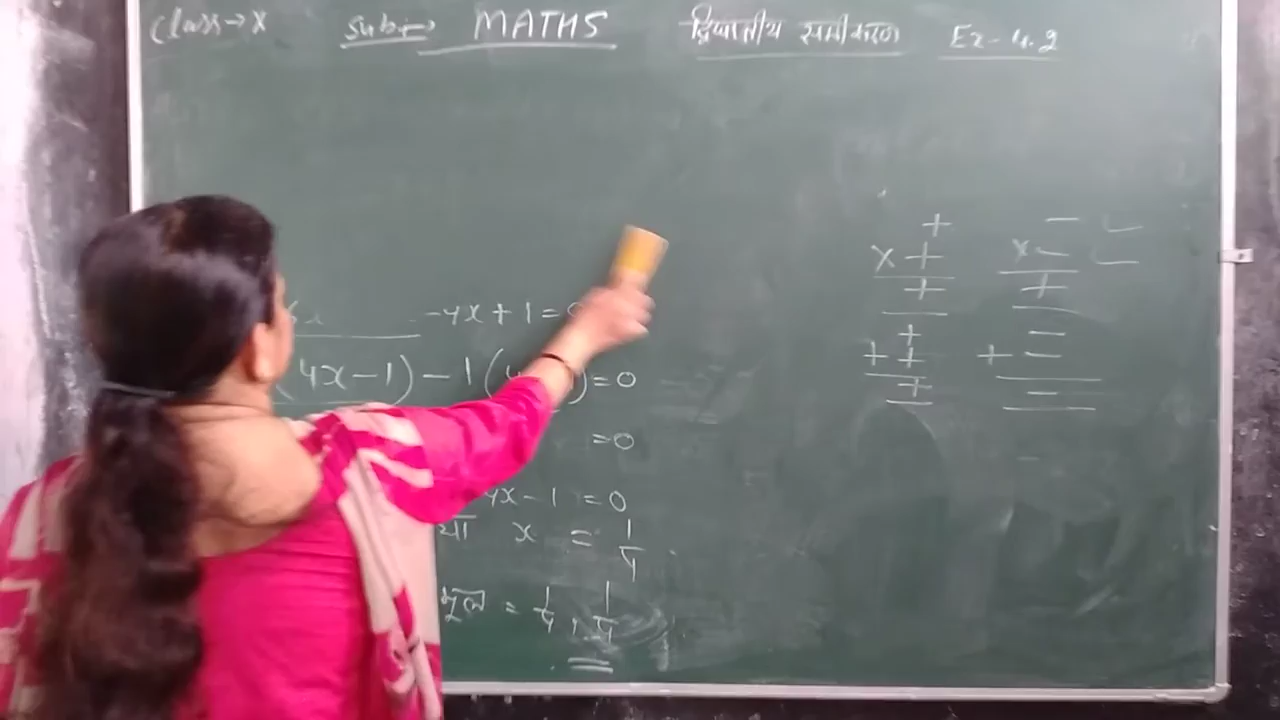 Class→X Sub:→ MATHS द्विघातीय समीकरण Ex-4.2
-4x+1=0
4x-1)-1( =0
=0
4x-1=0
या x = 1/4
मूल = 1/4, 1/4
+ -
x+ x-
+ +
+ -
++ +-
+ -